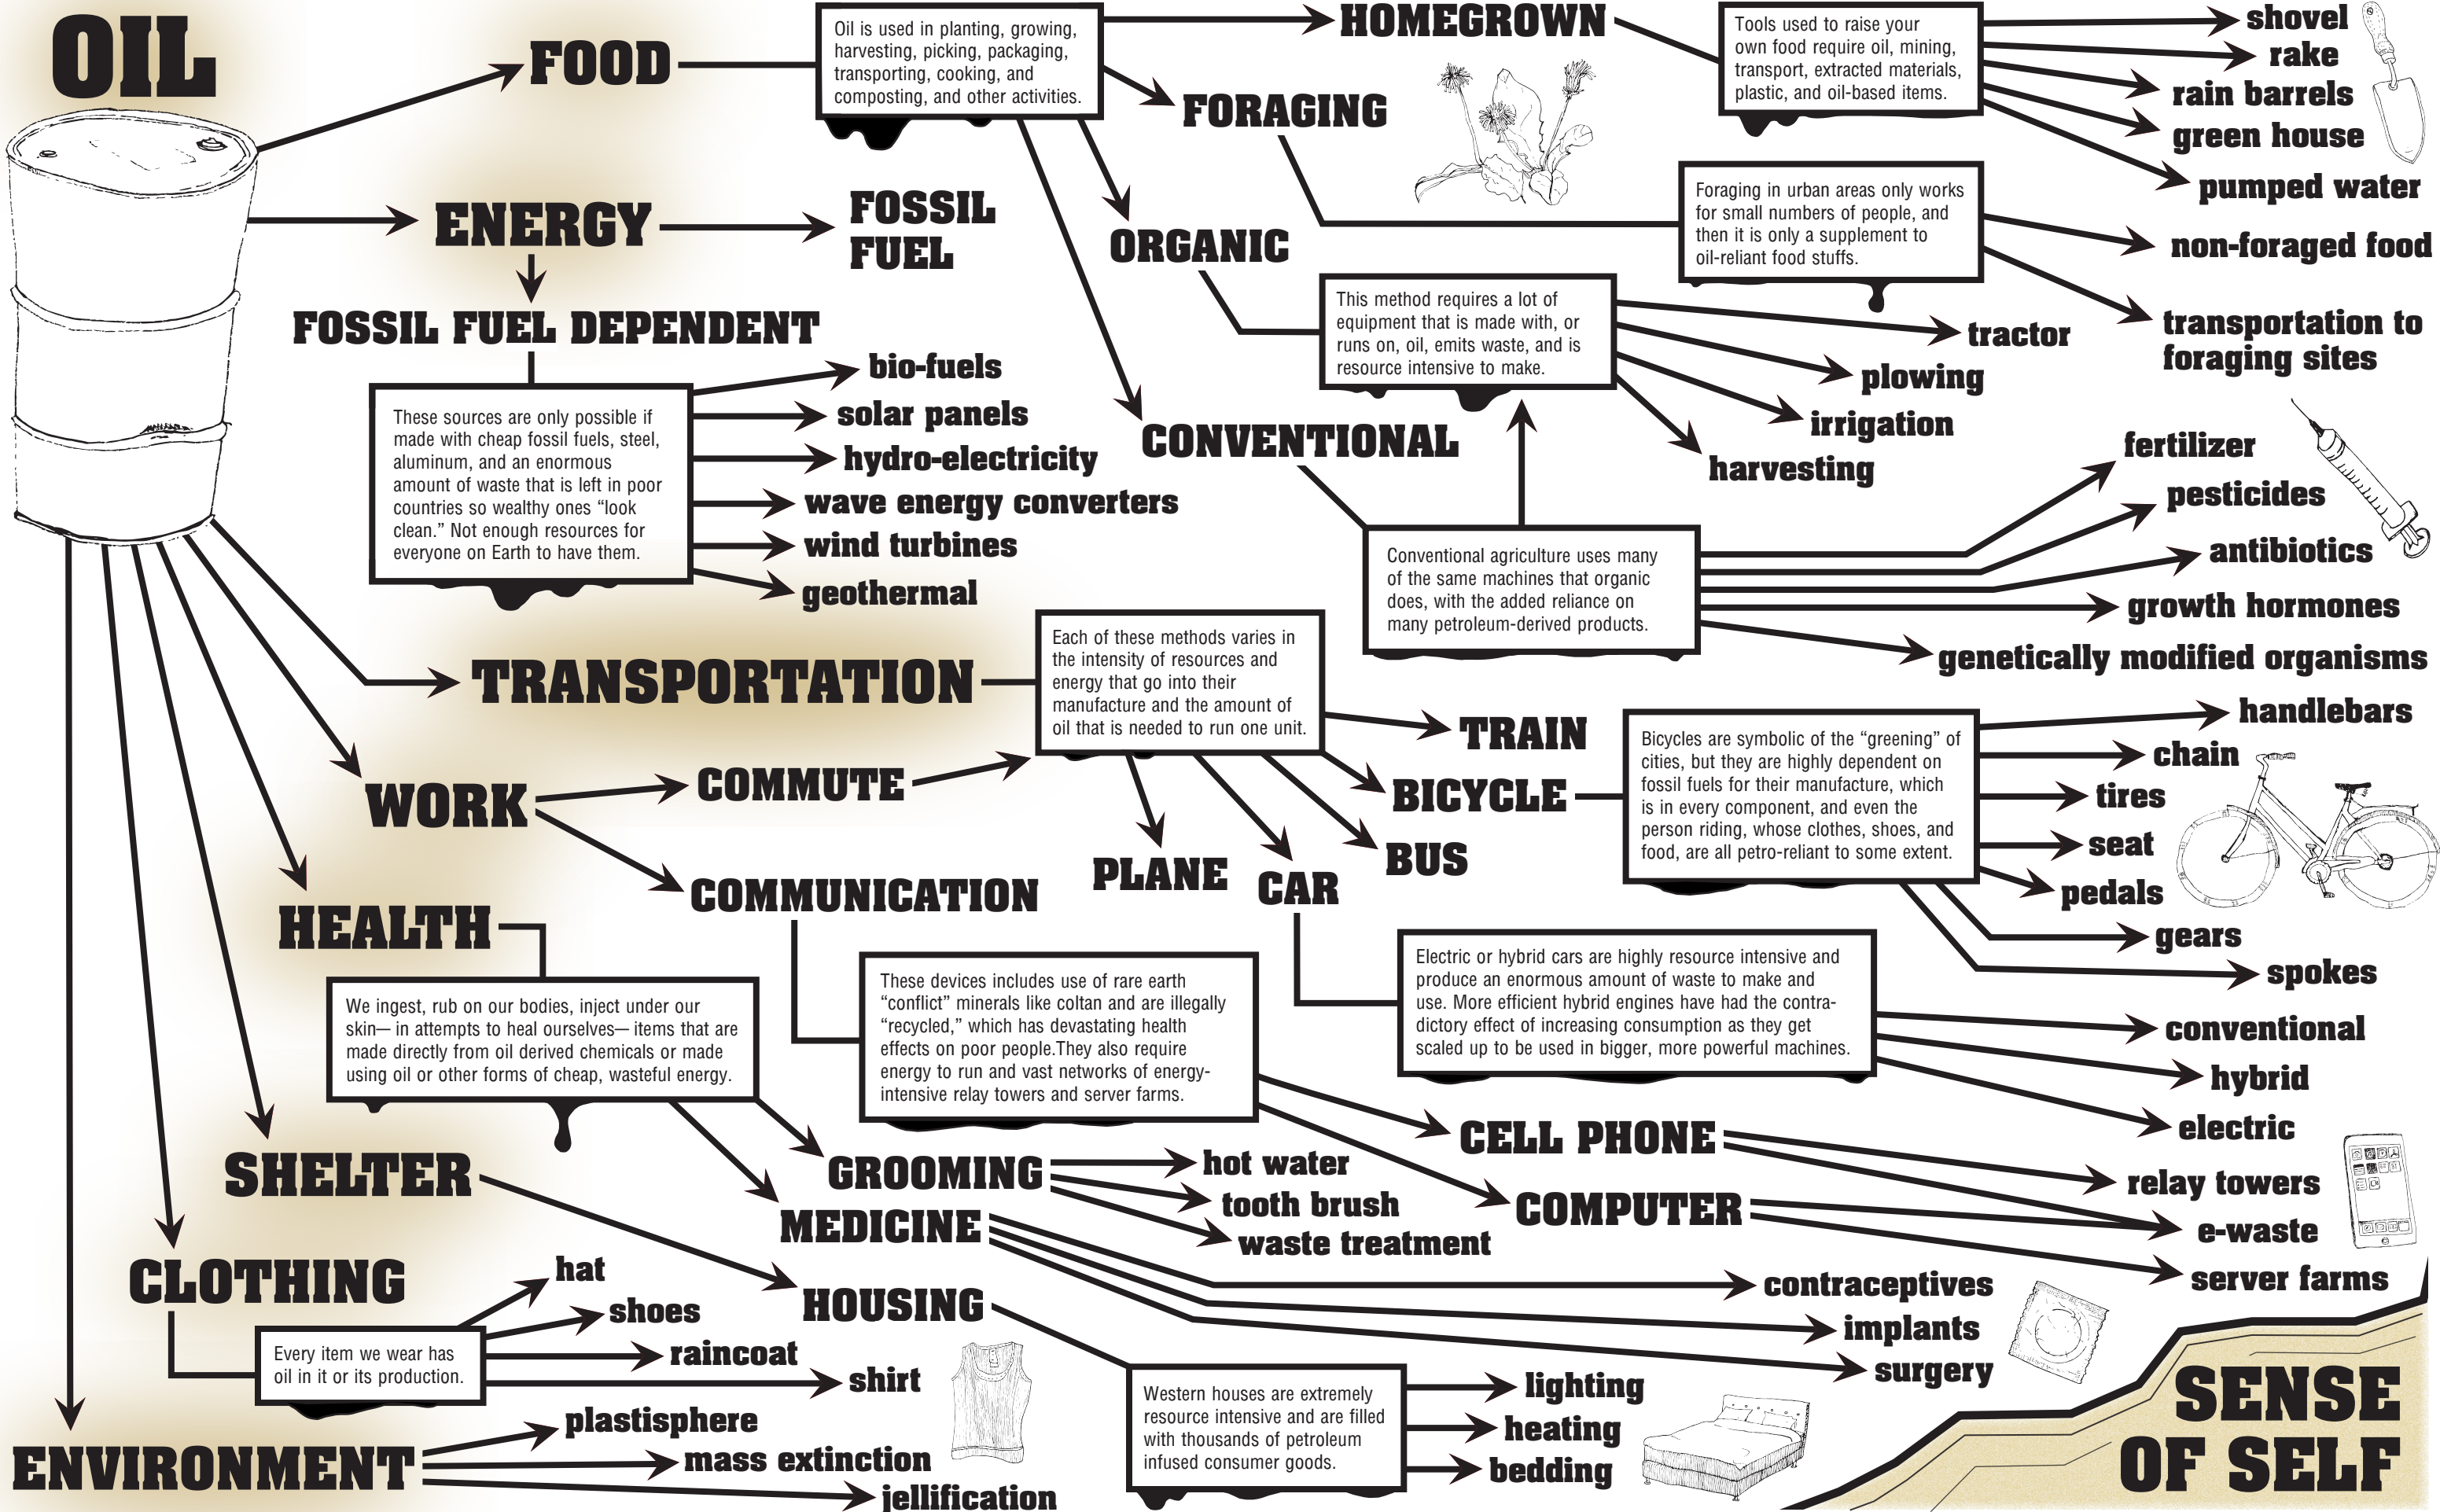 OIL
FOOD
Oil is used in planting, growing,
harvesting, picking, packaging,
transporting, cooking, and
composting, and other activities.
HOMEGROWN
Tools used to raise your
own food require oil, mining,
transport, extracted materials,
plastic, and oil-based items.
shovel
rake
rain barrels
green house
pumped water
FORAGING
Foraging in urban areas only works
for small numbers of people, and
then it is only a supplement to
oil-reliant food stuffs.
non-foraged food
transportation to
foraging sites
ORGANIC
This method requires a lot of
equipment that is made with, or
runs on, oil, emits waste, and is
resource intensive to make.
tractor
plowing
irrigation
harvesting
CONVENTIONAL
Conventional agriculture uses many
of the same machines that organic
does, with the added reliance on
many petroleum-derived products.
fertilizer
pesticides
antibiotics
growth hormones
genetically modified organisms
ENERGY
FOSSIL
FUEL
FOSSIL FUEL DEPENDENT
These sources are only possible if
made with cheap fossil fuels, steel,
aluminum, and an enormous
amount of waste that is left in poor
countries so wealthy ones “look
clean.” Not enough resources for
everyone on Earth to have them.
bio-fuels
solar panels
hydro-electricity
wave energy converters
wind turbines
geothermal
TRANSPORTATION
Each of these methods varies in
the intensity of resources and
energy that go into their
manufacture and the amount of
oil that is needed to run one unit.
TRAIN
BICYCLE
BUS
CAR
PLANE
Bicycles are symbolic of the “greening” of
cities, but they are highly dependent on
fossil fuels for their manufacture, which
is in every component, and even the
person riding, whose clothes, shoes, and
food, are all petro-reliant to some extent.
handlebars
chain
tires
seat
pedals
gears
spokes
Electric or hybrid cars are highly resource intensive and
produce an enormous amount of waste to make and
use. More efficient hybrid engines have had the contra-
dictory effect of increasing consumption as they get
scaled up to be used in bigger, more powerful machines.
conventional
hybrid
electric
WORK
COMMUTE
COMMUNICATION
These devices includes use of rare earth
“conflict” minerals like coltan and are illegally
“recycled,” which has devastating health
effects on poor people.They also require
energy to run and vast networks of energy-
intensive relay towers and server farms.
CELL PHONE
COMPUTER
relay towers
e-waste
server farms
HEALTH
We ingest, rub on our bodies, inject under our
skin— in attempts to heal ourselves— items that are
made directly from oil derived chemicals or made
using oil or other forms of cheap, wasteful energy.
GROOMING
hot water
tooth brush
waste treatment
MEDICINE
contraceptives
implants
surgery
SHELTER
HOUSING
Western houses are extremely
resource intensive and are filled
with thousands of petroleum
infused consumer goods.
lighting
heating
bedding
CLOTHING
Every item we wear has
oil in it or its production.
hat
shoes
raincoat
shirt
ENVIRONMENT
plastisphere
mass extinction
jellification
SENSE
OF SELF